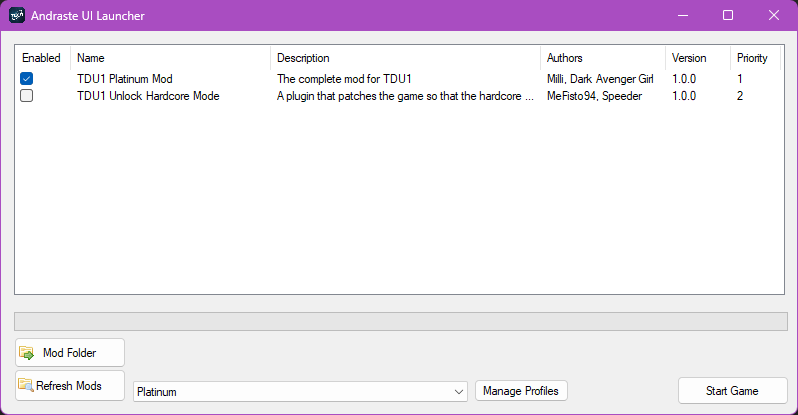 Andraste UI Launcher
Enabled Name Description Authors Version Priority
TDU1 Platinum Mod The complete mod for TDU1 Milli, Dark Avenger Girl 1.0.0 1
TDU1 Unlock Hardcore Mode A plugin that patches the game so that the hardcore ... MeFisto94, Speeder 1.0.0 2
Mod Folder
Refresh Mods
Platinum
Manage Profiles
Start Game